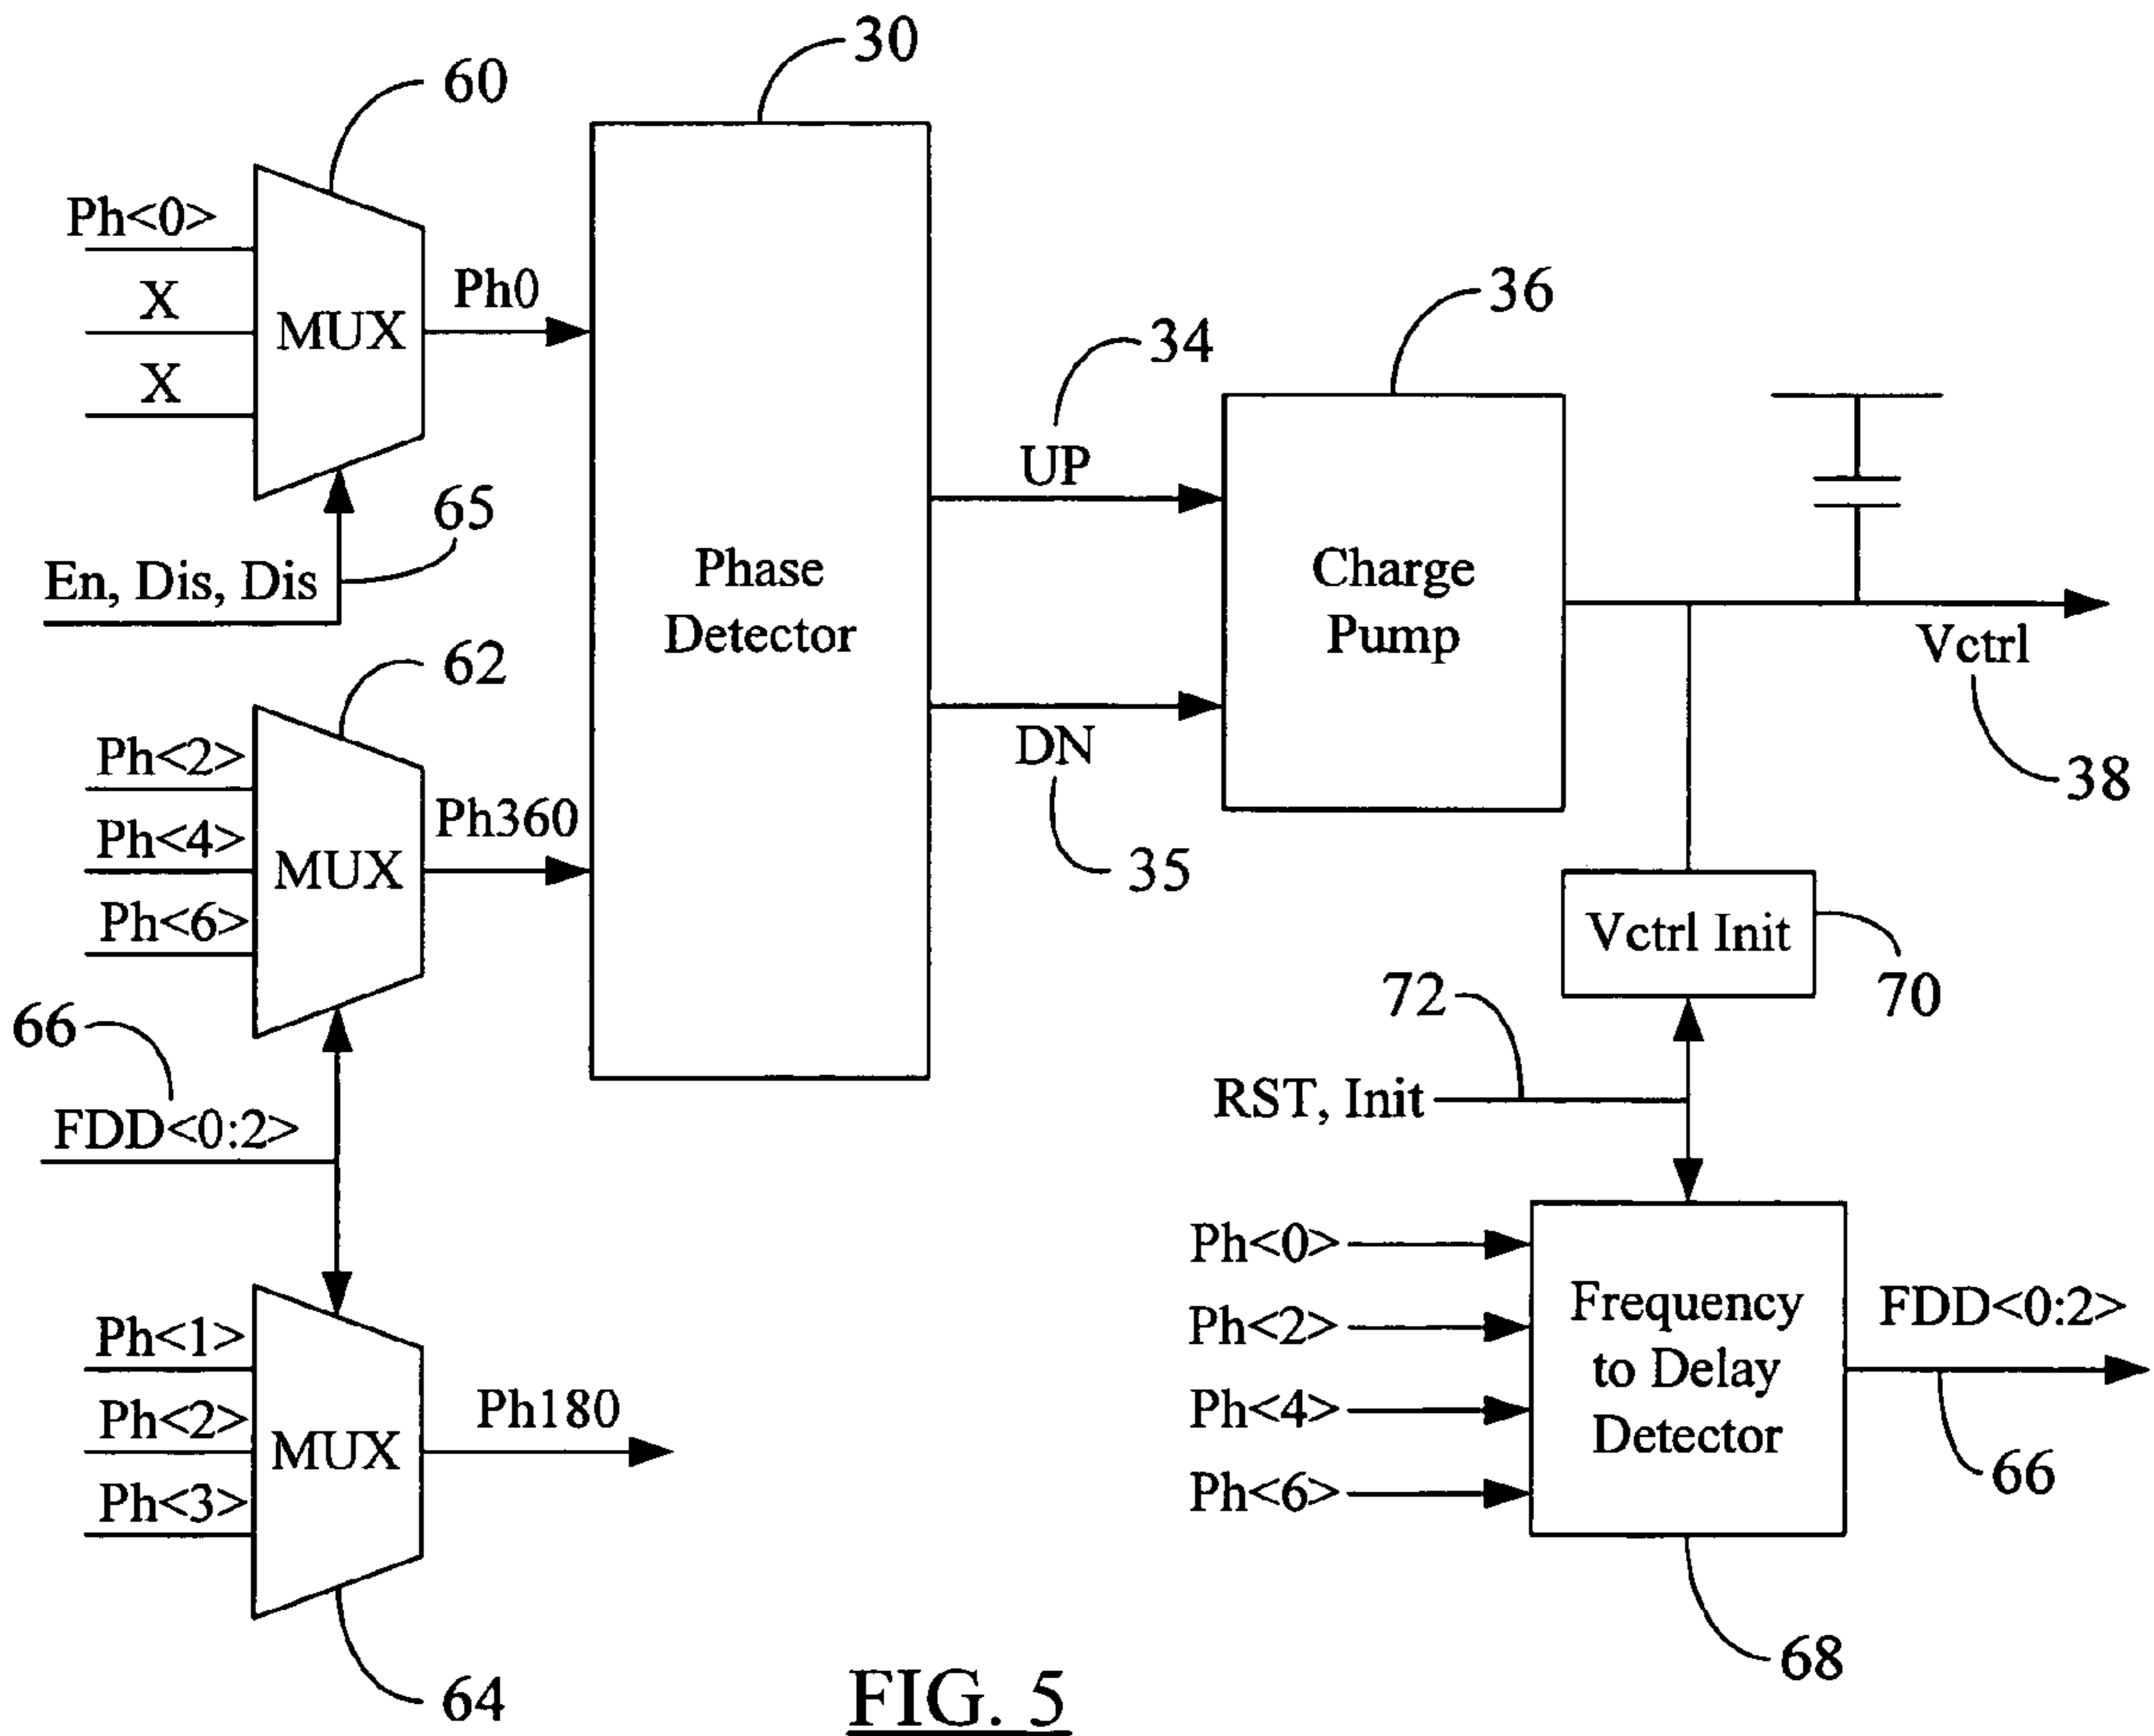 30
60
Ph<0>
X
X
MUX
Ph0
65
En, Dis, Dis
Phase
Detector
34
UP
36
Charge
Pump
DN
35
Vctrl
38
62
Ph<2>
Ph<4>
Ph<6>
MUX
Ph360
66
FDD<0:2>
Vctrl Init
70
72
RST, Init
Ph<1>
Ph<2>
Ph<3>
MUX
Ph180
64
Ph<0>
Ph<2>
Ph<4>
Ph<6>
Frequency
to Delay
Detector
FDD<0:2>
66
68
FIG. 5